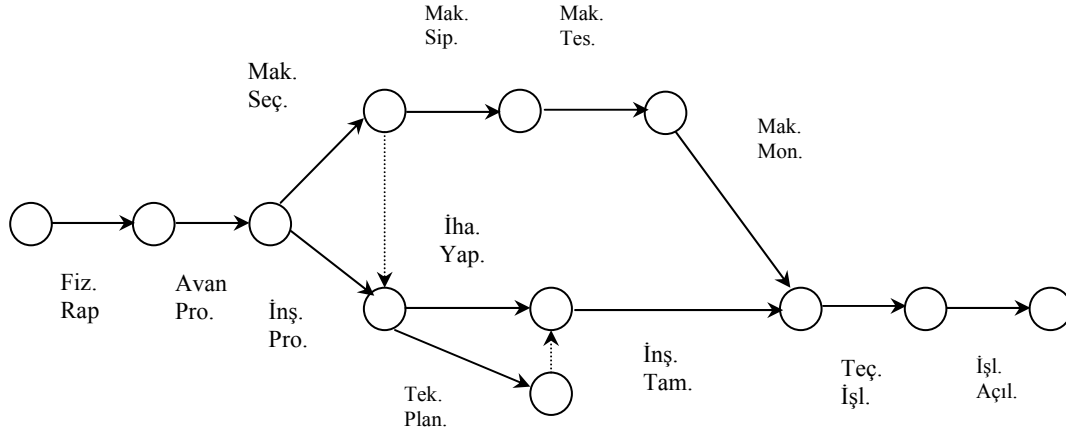 Mak.
Sip.
Mak.
Tes.
Mak.
Seç.
Mak.
Mon.
İha.
Yap.
Fiz.
Rap
Avan
Pro.
İnş.
Pro.
Tek.
Plan.
İnş.
Tam.
Teç.
İşl.
İşl.
Açıl.